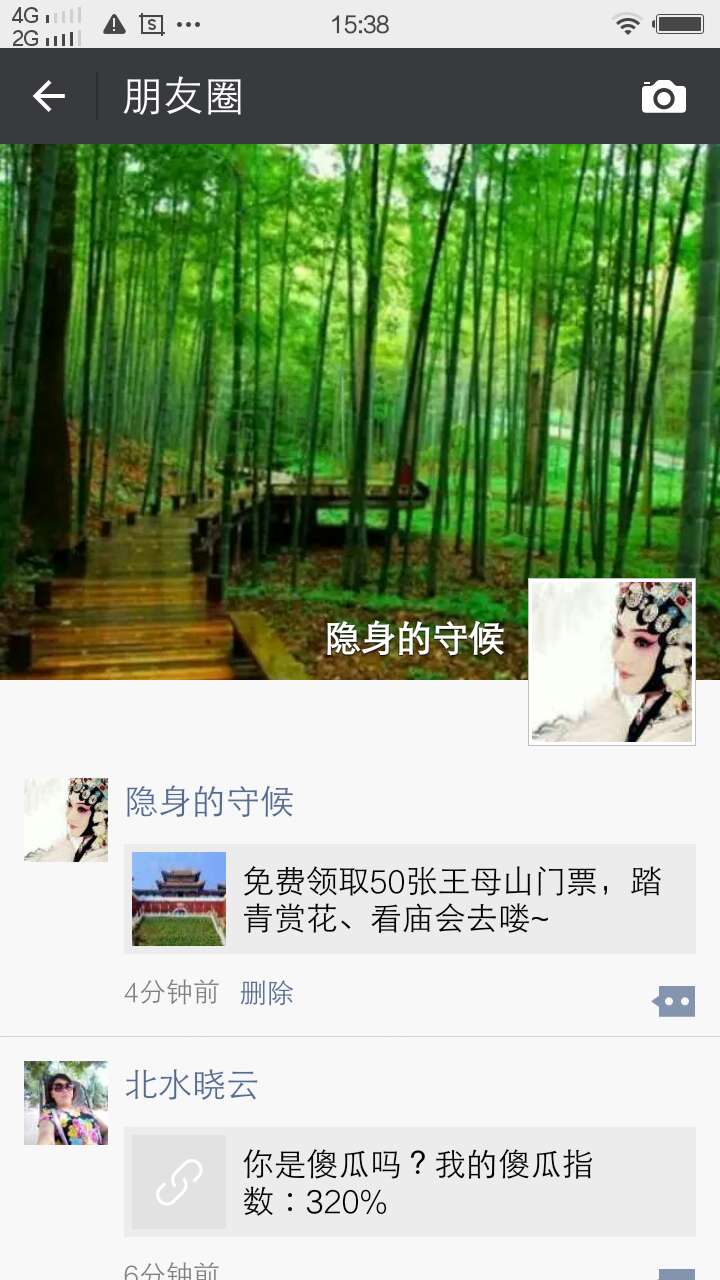 4G
2G
15:38
朋友圈
隐身的守候
隐身的守候
免费领取50张王母山门票，踏
青赏花、看庙会去喽~
4分钟前 删除
北水晓云
你是傻瓜吗？我的傻瓜指
数：320%
6分钟前